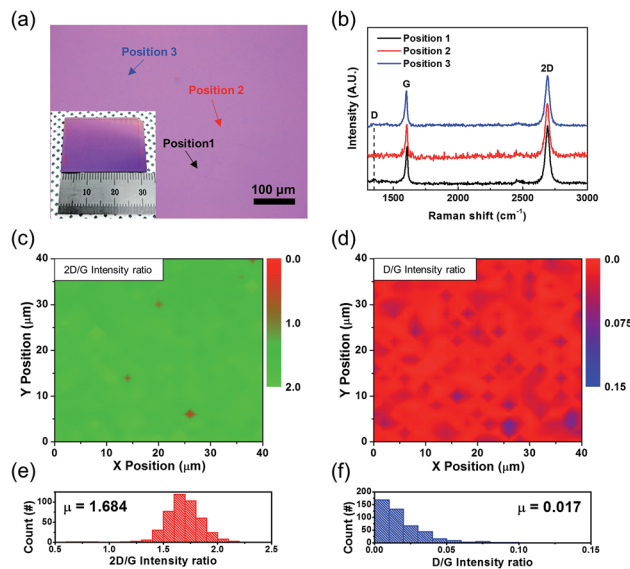 (a)
Position 3
Position 2
Position1
100 µm
10 20 30
(b)
Intensity (A.U.)
Position 1
Position 2
Position 3
D
G
2D
1500 2000 2500 3000
Raman shift (cm-1)
(c)
2D/G Intensity ratio
Y Position (µm)
40
30
20
10
0
0 10 20 30 40
X Position (µm)
0.0
1.0
2.0
(d)
D/G Intensity ratio
Y Position (µm)
40
30
20
10
0
0 10 20 30 40
X Position (µm)
0.0
0.075
0.15
(e)
Count (#)
100
50
0
µ = 1.684
0.5 1.0 1.5 2.0 2.5
2D/G Intensity ratio
(f)
Count (#)
200
150
100
50
0
µ = 0.017
0.00 0.05 0.10 0.15
D/G Intensity ratio